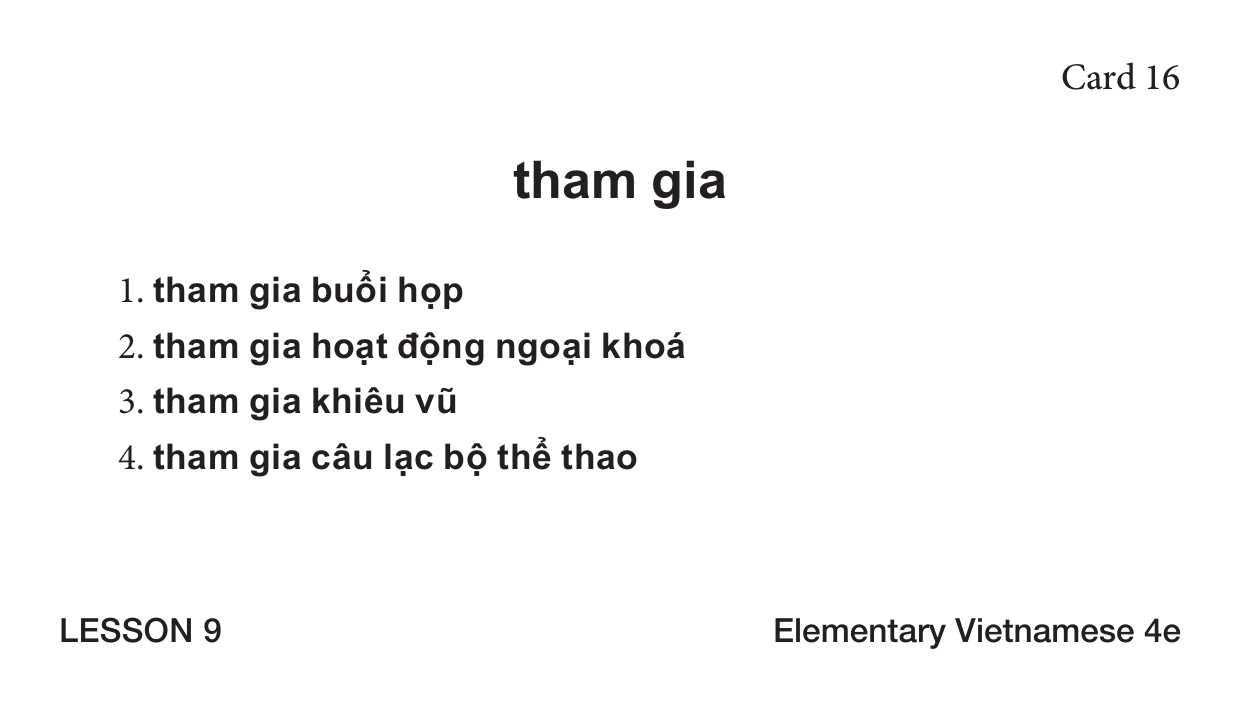 Card 16
tham gia
1. tham gia buổi họp
2. tham gia hoạt động ngoại khoá
3. tham gia khiêu vũ
4. tham gia câu lạc bộ thể thao
LESSON 9
Elementary Vietnamese 4e